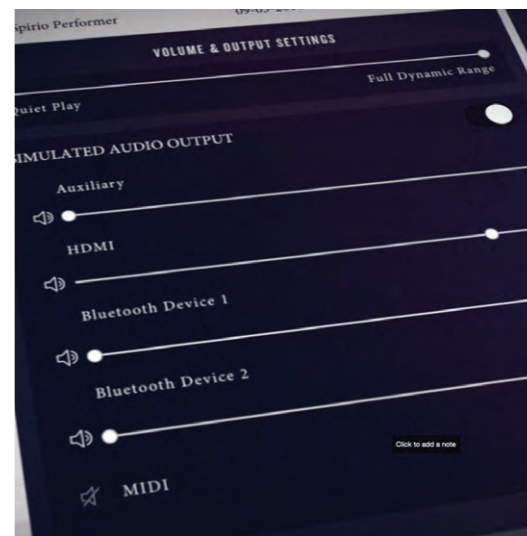 Spirio Performer
VOLUME & OUTPUT SETTINGS
Quiet Play
Full Dynamic Range
SIMULATED AUDIO OUTPUT
Auxiliary
HDMI
Bluetooth Device 1
Bluetooth Device 2
Click to add a note
MIDI